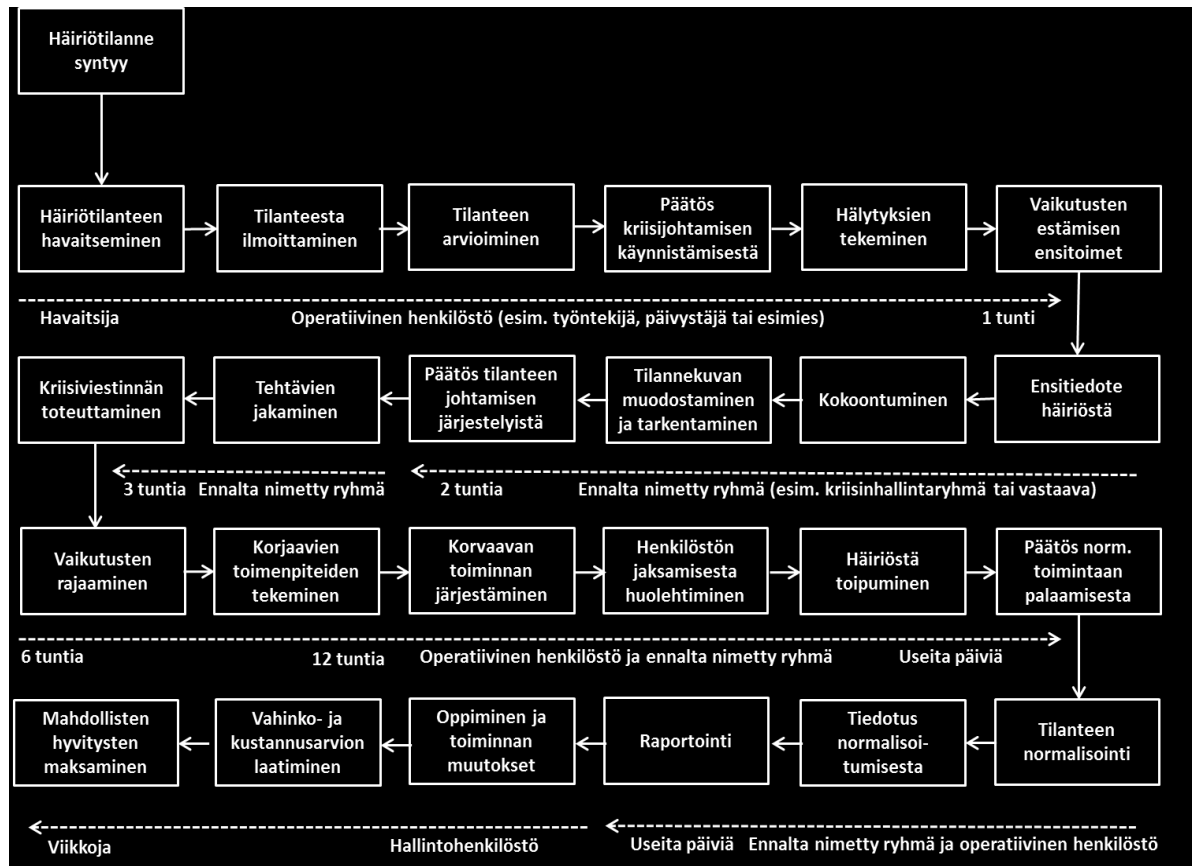 Häiriötilanne
syntyy
Häiriötilanteen
havaitseminen
Tilanteesta
ilmoittaminen
Tilanteen
arvioiminen
Päätös
kriisijohtamisen
käynnistämisestä
Hälytyksien
tekeminen
Vaikutusten
estämisen
ensitoimet
Havaitsija
Operatiivinen henkilöstö (esim. työntekijä, päivystäjä tai esimies)
1 tunti
Kriisiviestinnän
toteuttaminen
Tehtävien
jakaminen
Päätös tilanteen
johtamisen
järjestelyistä
Tilannekuvan
muodostaminen
ja tarkentaminen
Kokoontuminen
Ensitiedote
häiriöstä
3 tuntia
Ennalta nimetty ryhmä
2 tuntia
Ennalta nimetty ryhmä (esim. kriisinhallintaryhmä tai vastaava)
Vaikutusten
rajaaminen
Korjaavien
toimenpiteiden
tekeminen
Korvaavan
toiminnan
järjestäminen
Henkilöstön
jaksamisesta
huolehtiminen
Häiriöstä
toipuminen
Päätös norm.
toimintaan
palaamisesta
6 tuntia
12 tuntia
Operatiivinen henkilöstö ja ennalta nimetty ryhmä
Useita päiviä
Mahdollisten
hyvitysten
maksaminen
Vahinko- ja
kustannusarvion
laatiminen
Oppiminen ja
toiminnan
muutokset
Raportointi
Tiedotus
normalisoi-
tumisesta
Tilanteen
normalisointi
Viikkoja
Hallintohenkilöstö
Useita päiviä
Ennalta nimetty ryhmä ja operatiivinen henkilöstö